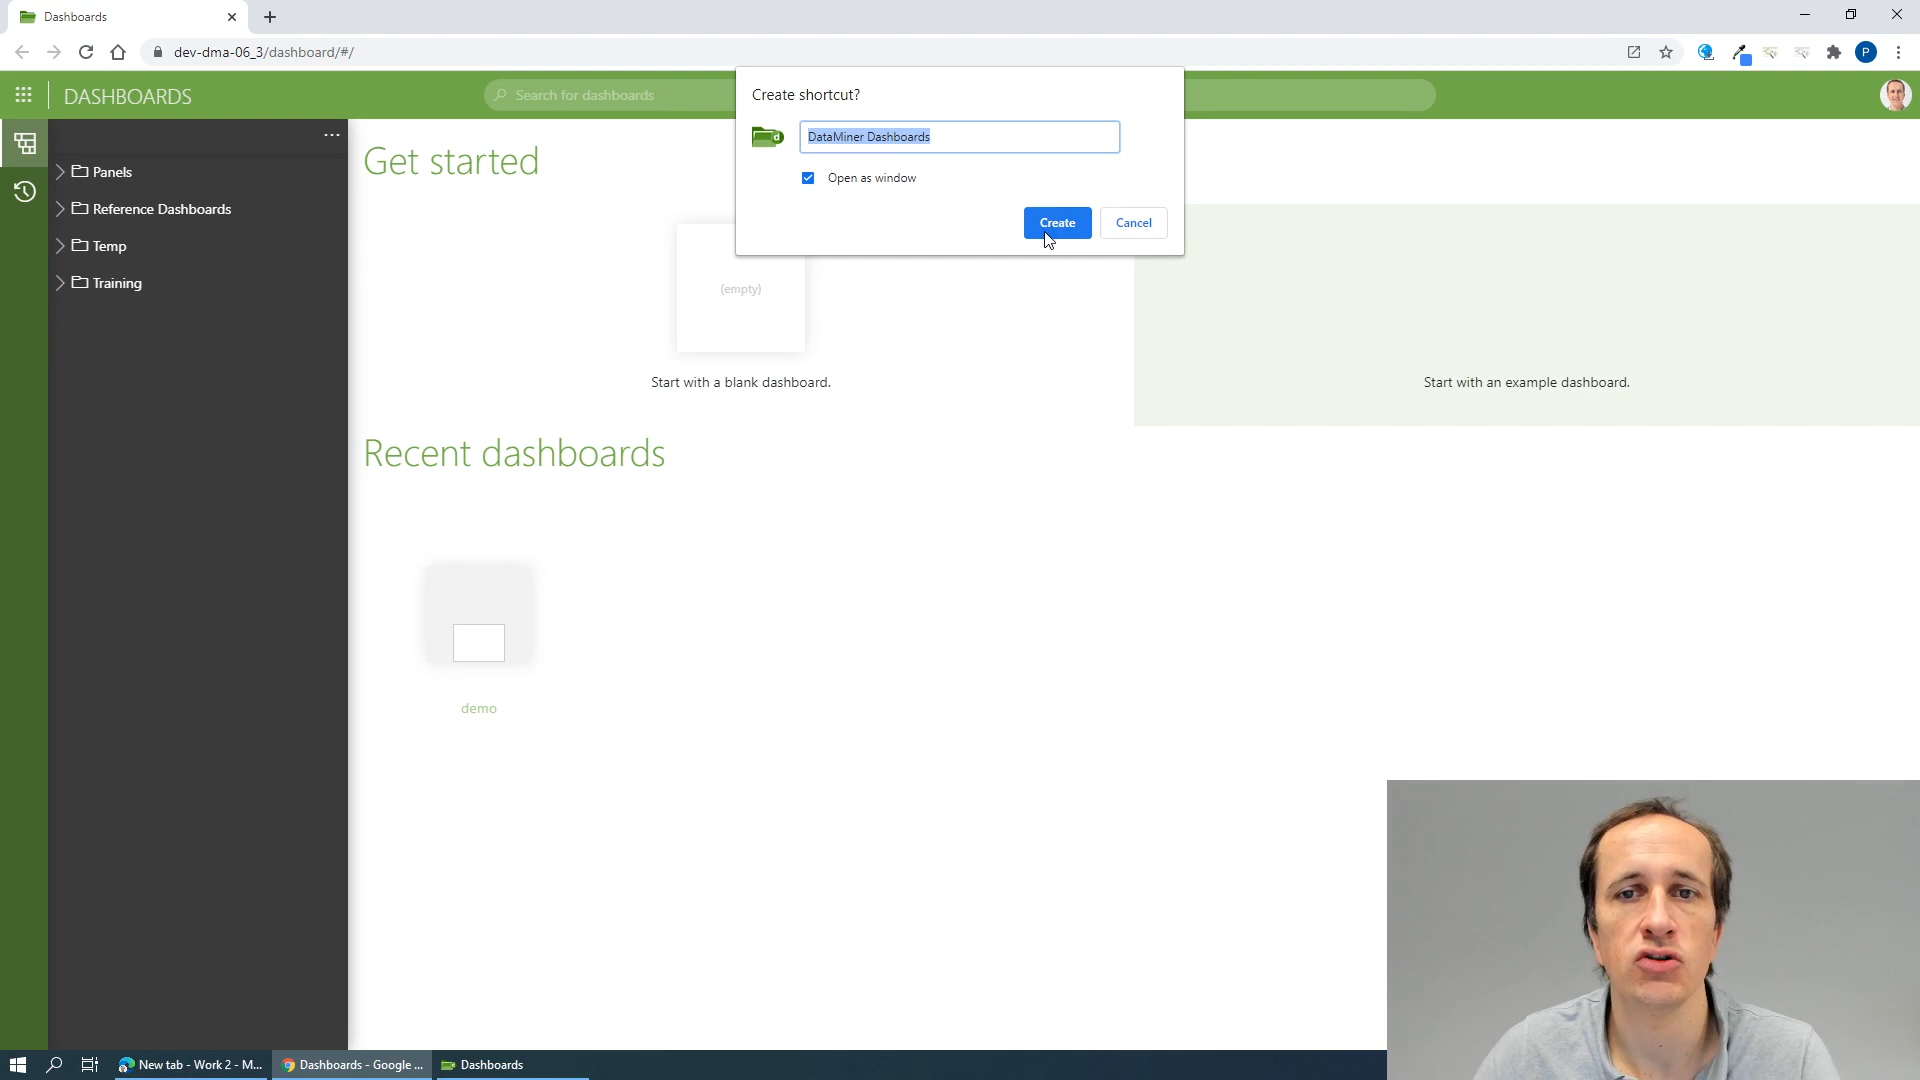 Dashboards
dev-dma-06_3/dashboard/#/
P
DASHBOARDS
Search for dashboards
Create shortcut?
d
DataMiner Dashboards
Open as window
Create
Cancel
Panels
Reference Dashboards
Temp
Training
Get started
(empty)
Start with a blank dashboard.
Start with an example dashboard.
Recent dashboards
demo
New tab - Work 2 - M...
Dashboards - Google ...
Dashboards